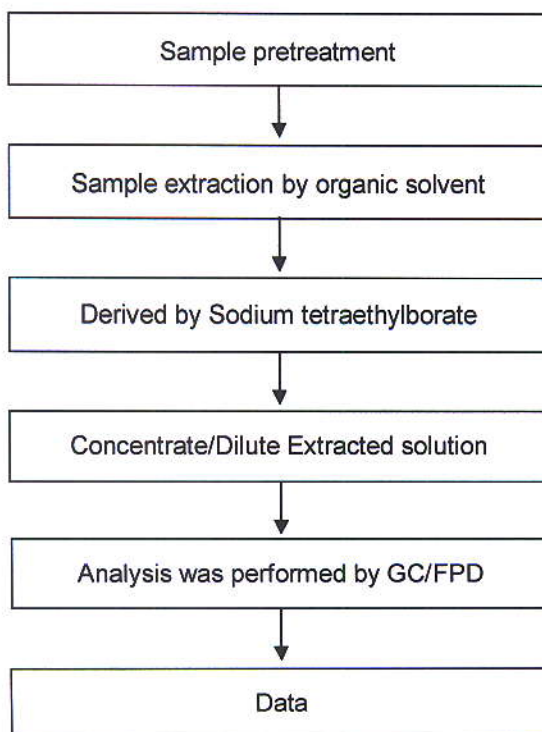 Sample pretreatment
Sample extraction by organic solvent
Derived by Sodium tetraethylborate
Concentrate/Dilute Extracted solution
Analysis was performed by GC/FPD
Data